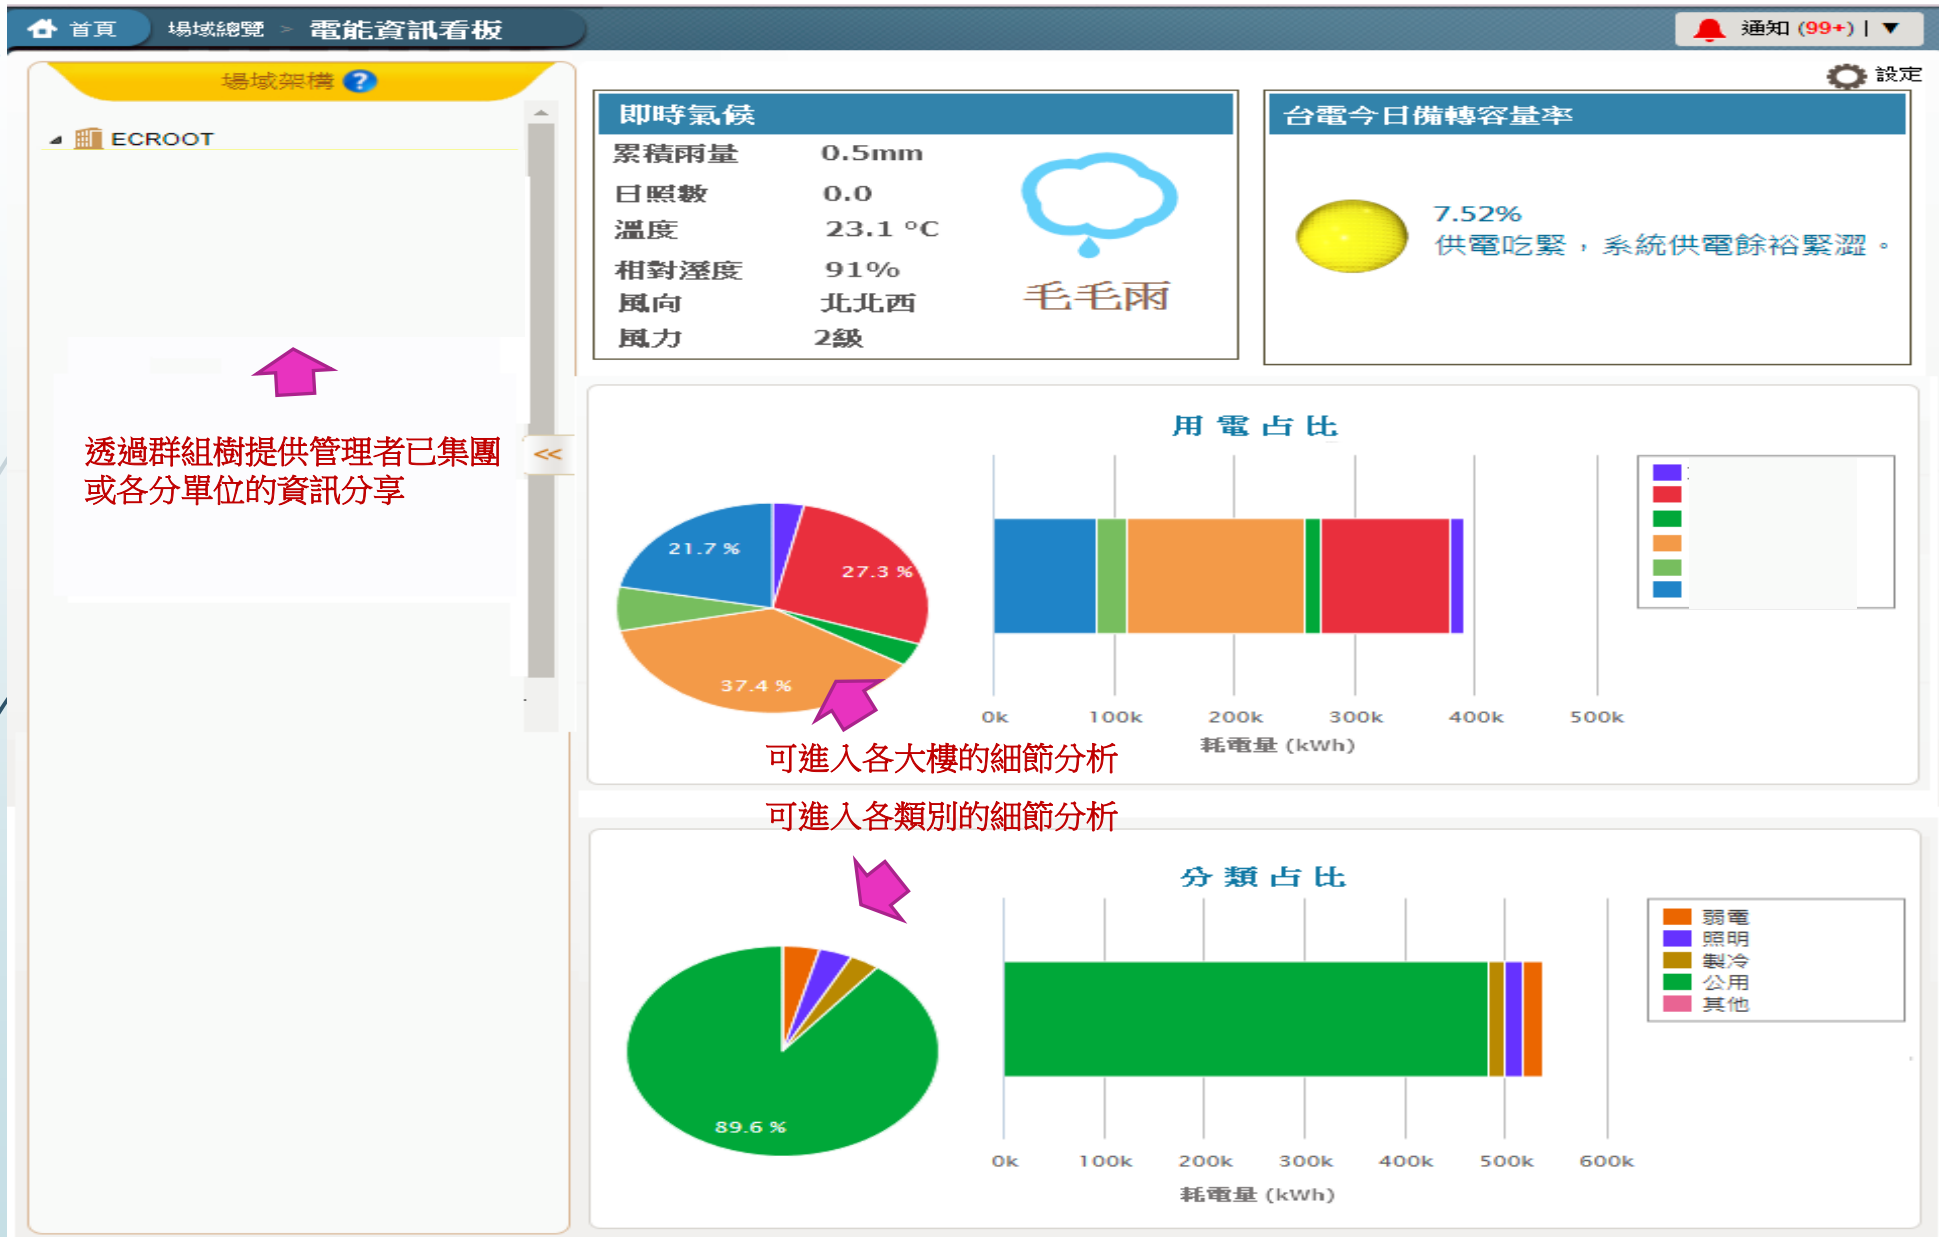 首頁 場域總覽 > 電能資訊看板
通知 (99+) | ▼
設定
場域架構 ?
ECROOT
透過群組樹提供管理者已集團
或各分單位的資訊分享
<<
即時氣候
累積雨量 0.5mm
日照數 0.0
溫度 23.1 °C
相對溼度 91%
風向 北北西
風力 2級
毛毛雨
台電今日備轉容量率
7.52%
供電吃緊，系統供電餘裕緊澀。
用電占比
21.7 %
27.3 %
37.4 %
0k 100k 200k 300k 400k 500k
耗電量 (kWh)
可進入各大樓的細節分析
可進入各類別的細節分析
分類占比
89.6 %
0k 100k 200k 300k 400k 500k 600k
耗電量 (kWh)
弱電
照明
製冷
公用
其他